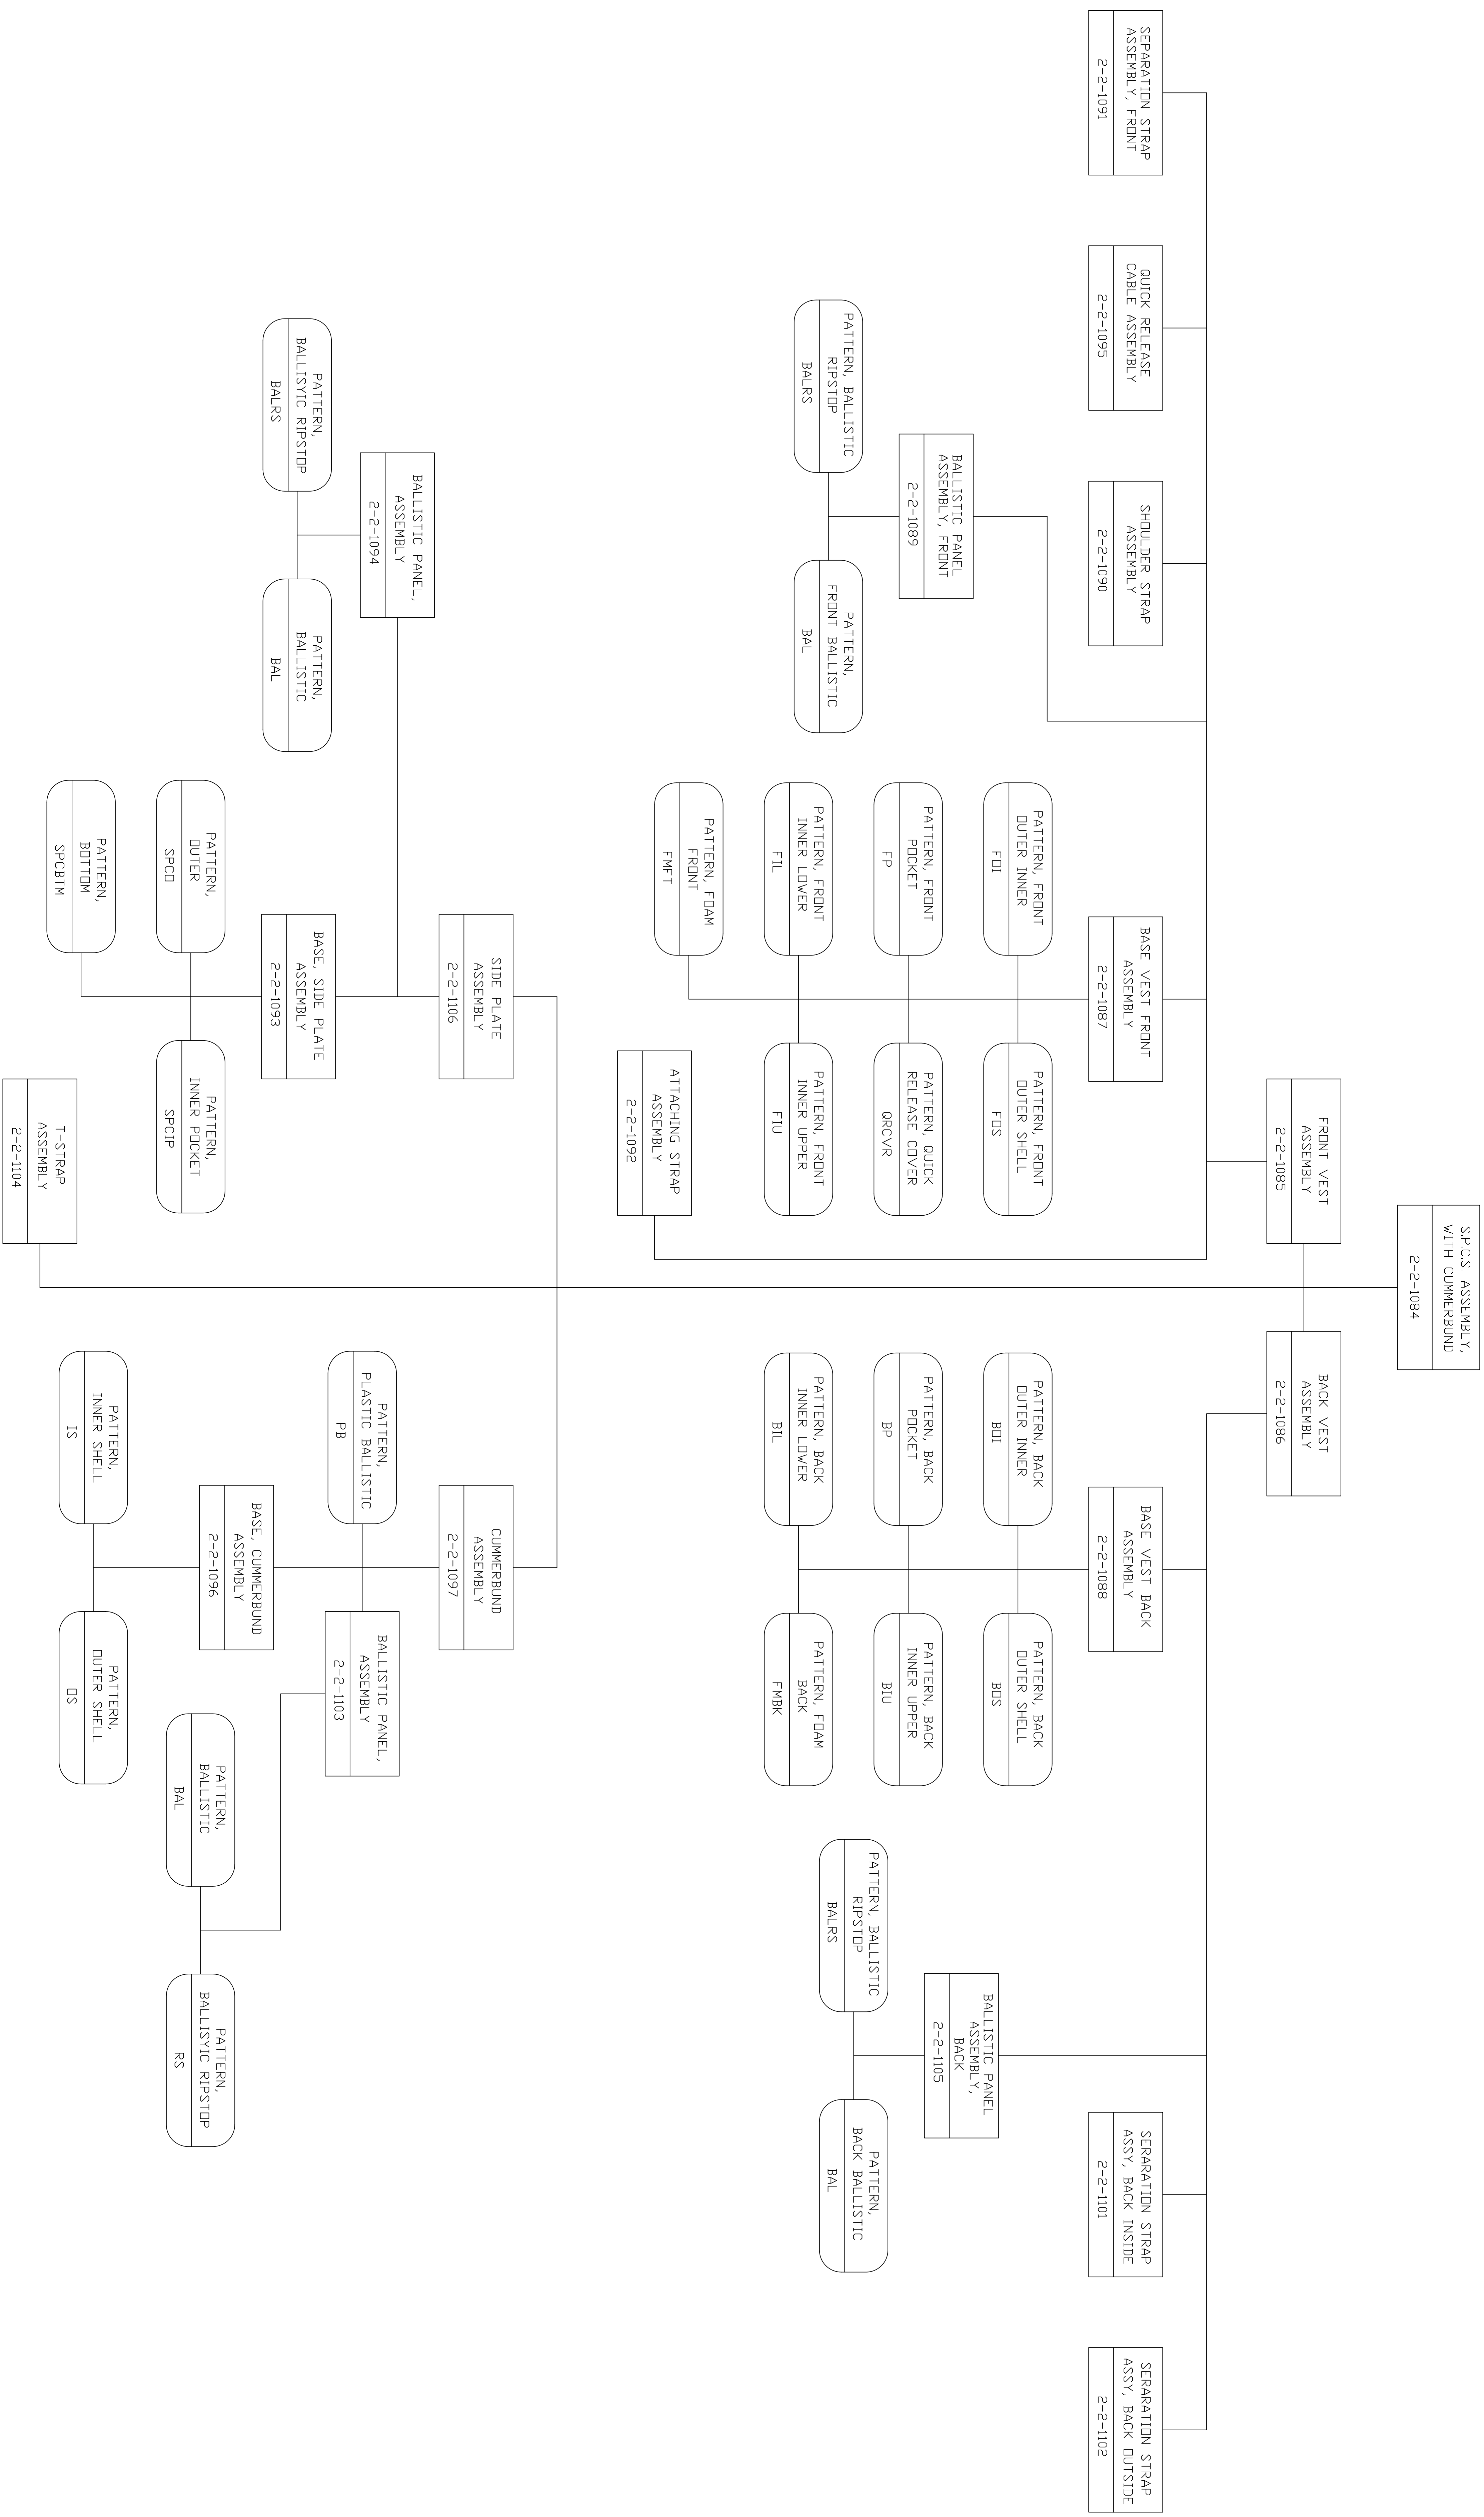 S.P.C.S. ASSEMBLY,
WITH CUMMERBUND
2-2-1084
FRONT VEST
ASSEMBLY
2-2-1085
BACK VEST
ASSEMBLY
2-2-1086
SEPARATION STRAP
ASSEMBLY, FRONT
2-2-1091
QUICK RELEASE
CABLE ASSEMBLY
2-2-1095
SHOULDER STRAP
ASSEMBLY
2-2-1090
BASE VEST FRONT
ASSEMBLY
2-2-1087
BASE VEST BACK
ASSEMBLY
2-2-1088
SERARATION STRAP
ASSY, BACK INSIDE
2-2-1101
SERARATION STRAP
ASSY, BACK OUTSIDE
2-2-1102
PATTERN, FRONT
OUTER INNER
FOI
PATTERN, FRONT
OUTER SHELL
FOS
PATTERN, BACK
OUTER INNER
BOI
PATTERN, BACK
OUTER SHELL
BOS
BALLISTIC PANEL
ASSEMBLY, FRONT
2-2-1089
BALLISTIC PANEL
ASSEMBLY,
BACK
2-2-1105
PATTERN, FRONT
POCKET
FP
PATTERN, QUICK
RELEASE COVER
QRCVR
PATTERN, BACK
POCKET
BP
PATTERN, BACK
INNER UPPER
BIU
PATTERN, BALLISTIC
RIPSTOP
BALRS
PATTERN,
FRONT BALLISTIC
BAL
PATTERN, BALLISTIC
RIPSTOP
BALRS
PATTERN,
BACK BALLISTIC
BAL
PATTERN, FRONT
INNER LOWER
FIL
PATTERN, FRONT
INNER UPPER
FIU
PATTERN, BACK
INNER LOWER
BIL
PATTERN, FOAM
BACK
FMBK
PATTERN, FOAM
FRONT
FMFT
ATTACHING STRAP
ASSEMBLY
2-2-1092
SIDE PLATE
ASSEMBLY
2-2-1106
CUMMERBUND
ASSEMBLY
2-2-1097
BALLISTIC PANEL,
ASSEMBLY
2-2-1094
PATTERN,
PLASTIC BALLISTIC
PB
BALLISTIC PANEL,
ASSEMBLY
2-2-1103
PATTERN,
BALLISYIC RIPSTOP
BALRS
PATTERN,
BALLISTIC
BAL
BASE, SIDE PLATE
ASSEMBLY
2-2-1093
BASE, CUMMERBUND
ASSEMBLY
2-2-1096
PATTERN,
BALLISTIC
BAL
PATTERN,
BALLISYIC RIPSTOP
RS
PATTERN,
OUTER
SPCO
PATTERN,
INNER POCKET
SPCIP
PATTERN,
INNER SHELL
IS
PATTERN,
OUTER SHELL
OS
PATTERN,
BOTTOM
SPCBTM
T-STRAP
ASSEMBLY
2-2-1104